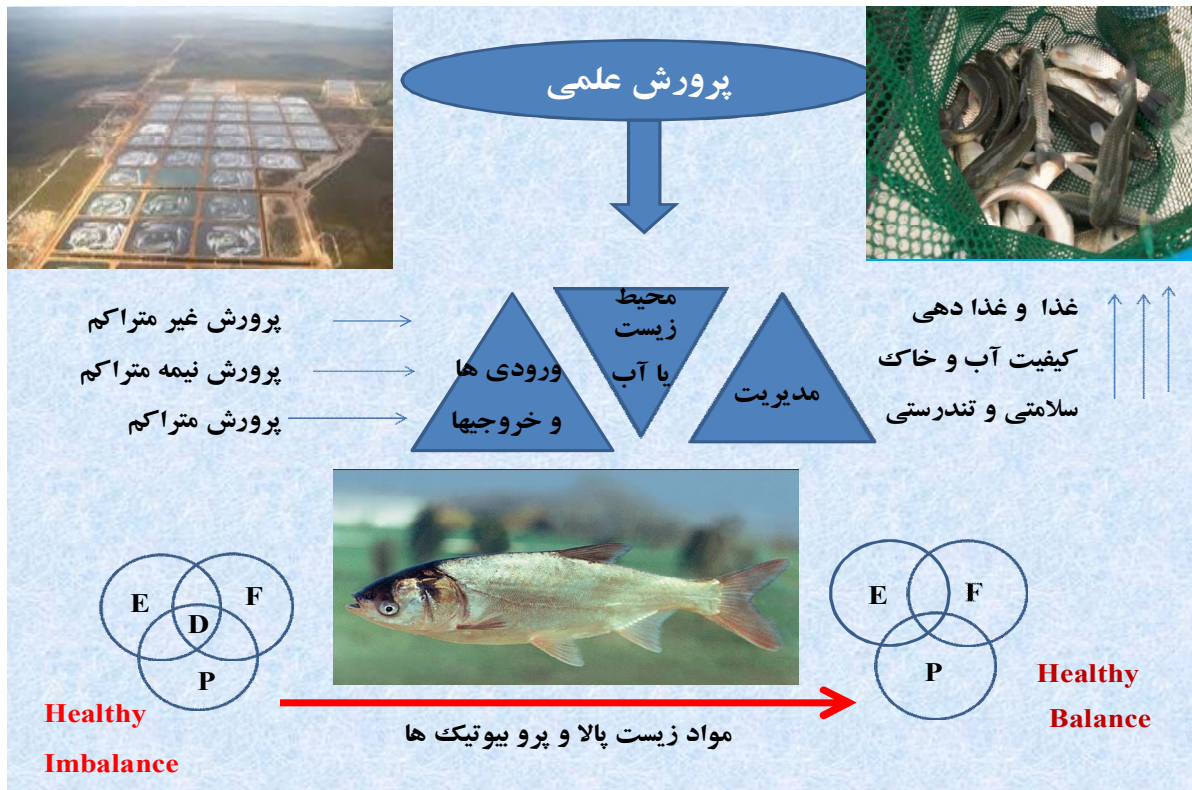 پرورش علمی
محیط
زیست
یا آب
ورودی ها
و خروجیها
مدیریت
پرورش غیر متراکم
پرورش نیمه متراکم
پرورش متراکم
غذا و غذا دهی
کیفیت آب و خاک
سلامتی و تندرستی
E
F
D
P
Healthy
Imbalance
مواد زیست پالا و پرو بیوتیک ها
E
F
P
Healthy
Balance